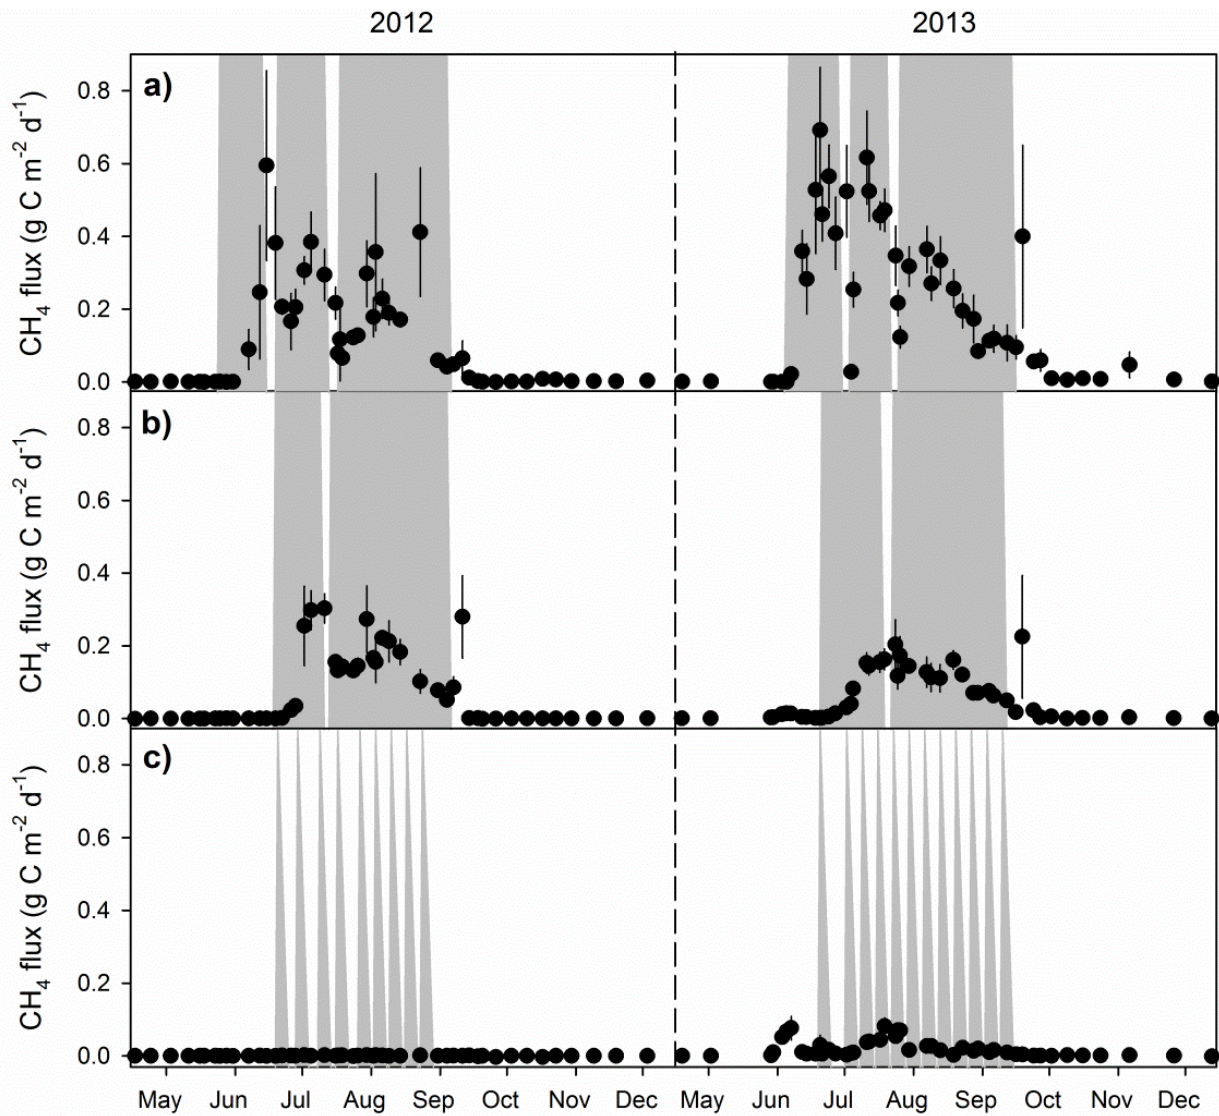 2012 2013
a)
CH₄ flux (g C m⁻² d⁻¹)
0.8
0.6
0.4
0.2
0.0
b)
CH₄ flux (g C m⁻² d⁻¹)
0.8
0.6
0.4
0.2
0.0
c)
CH₄ flux (g C m⁻² d⁻¹)
0.8
0.6
0.4
0.2
0.0
May Jun Jul Aug Sep Oct Nov Dec May Jun Jul Aug Sep Oct Nov Dec